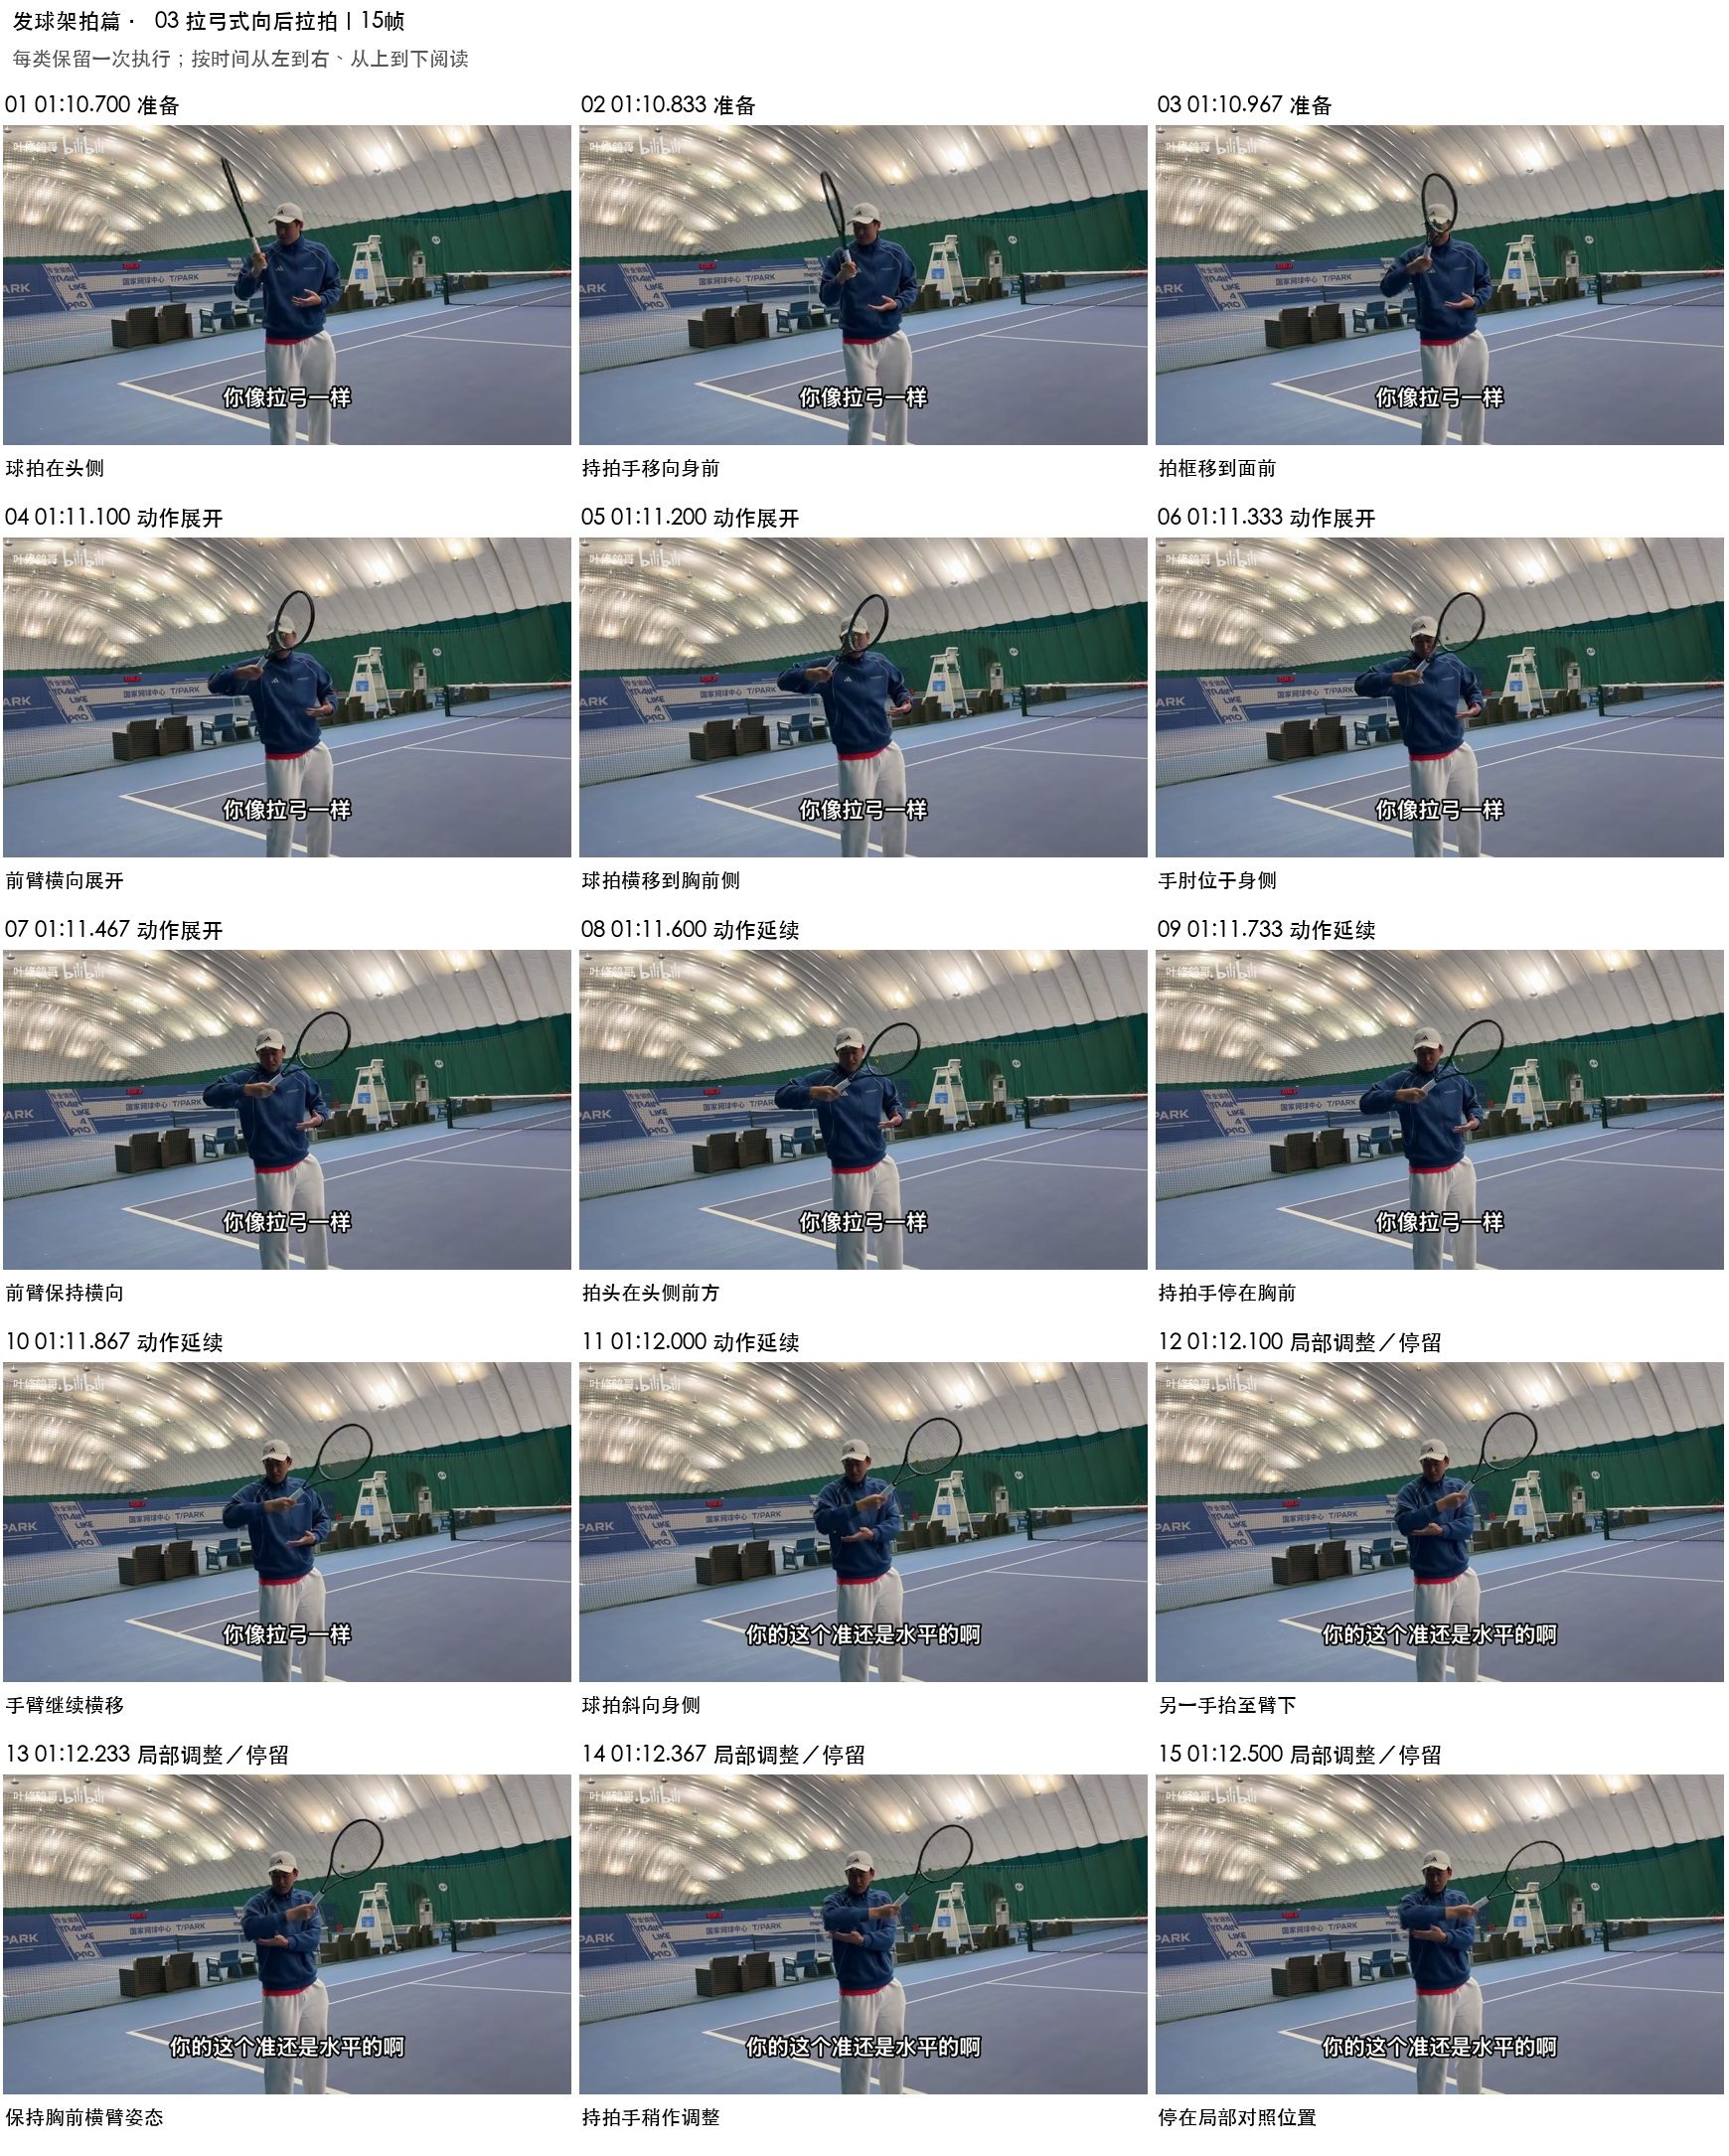 发球架拍篇 · 03 拉弓式向后拉拍 | 15帧
每类保留一次执行；按时间从左到右、从上到下阅读
01 01:10.700 准备
02 01:10.833 准备
03 01:10.967 准备
你像拉弓一样
你像拉弓一样
你像拉弓一样
球拍在头侧
持拍手移向身前
拍框移到面前
04 01:11.100 动作展开
05 01:11.200 动作展开
06 01:11.333 动作展开
你像拉弓一样
你像拉弓一样
你像拉弓一样
前臂横向展开
球拍横移到胸前侧
手肘位于身侧
07 01:11.467 动作展开
08 01:11.600 动作延续
09 01:11.733 动作延续
你像拉弓一样
你像拉弓一样
你像拉弓一样
前臂保持横向
拍头在头侧前方
持拍手停在胸前
10 01:11.867 动作延续
11 01:12.000 动作延续
12 01:12.100 局部调整／停留
你像拉弓一样
你的这个准还是水平的啊
你的这个准还是水平的啊
手臂继续横移
球拍斜向身侧
另一手抬至臂下
13 01:12.233 局部调整／停留
14 01:12.367 局部调整／停留
15 01:12.500 局部调整／停留
你的这个准还是水平的啊
你的这个准还是水平的啊
你的这个准还是水平的啊
保持胸前横臂姿态
持拍手稍作调整
停在局部对照位置